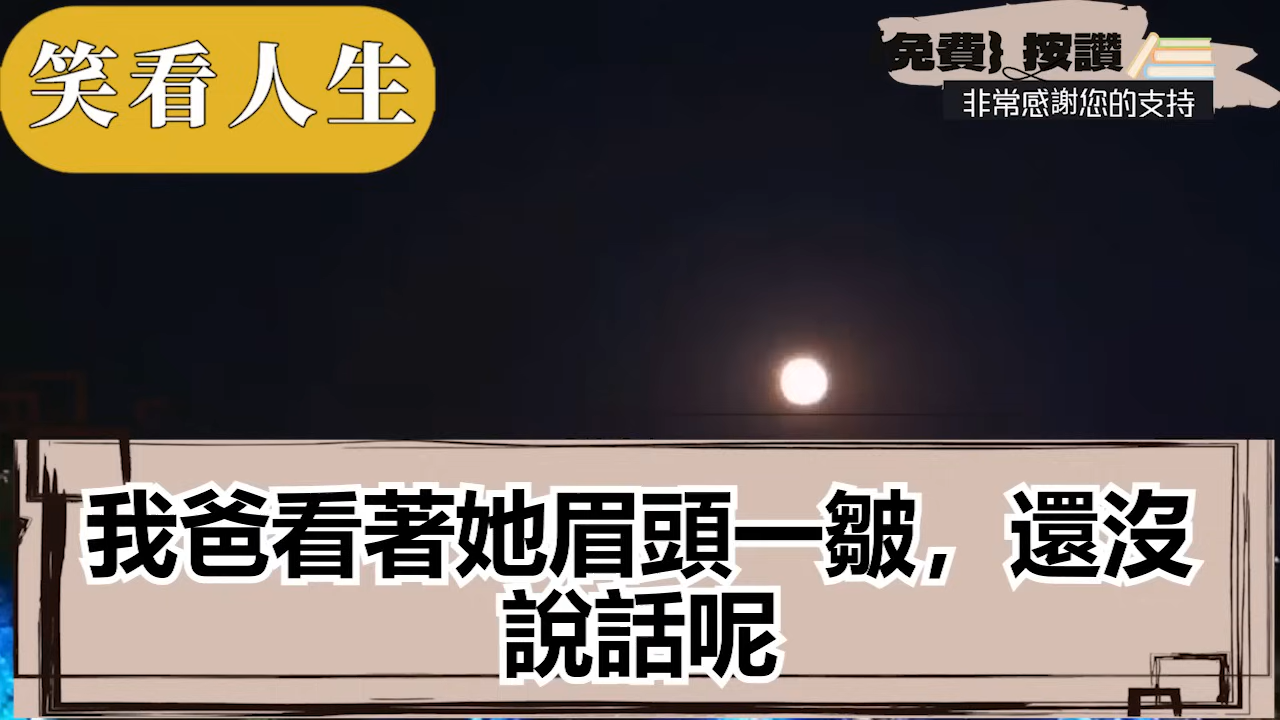 笑看人生
免費} 按讚
非常感謝您的支持
我爸看著她眉頭一皺，還沒
說話呢